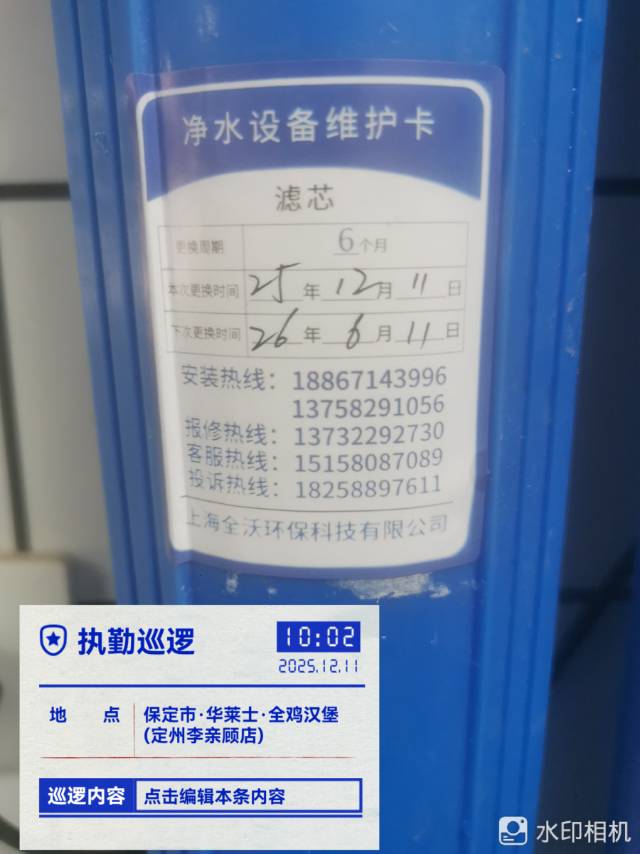 净水设备维护卡
滤芯
更换周期 6个月
本次更换时间 25年12月11日
下次更换时间 26年6月11日
安装热线：18867143996
13758291056
报修热线：13732292730
客服热线：15158087089
投诉热线：18258897611
上海全沃环保科技有限公司
执勤巡逻 10:02
2025.12.11
地 点 保定市·华莱士·全鸡汉堡
(定州李亲顾店)
巡逻内容 点击编辑本条内容
水印相机